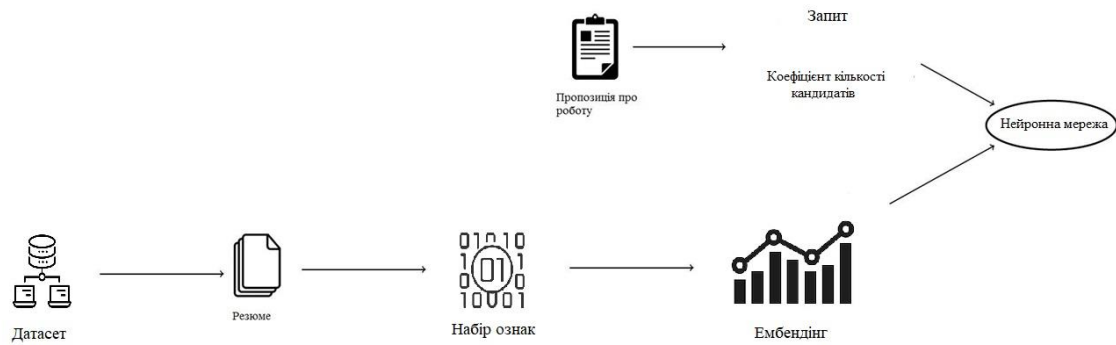 Запит
Коефіцієнт кількості
кандидатів
Пропозиція про
роботу
Нейронна мережа
Датасет
Резюме
Набір ознак
Ембендінг